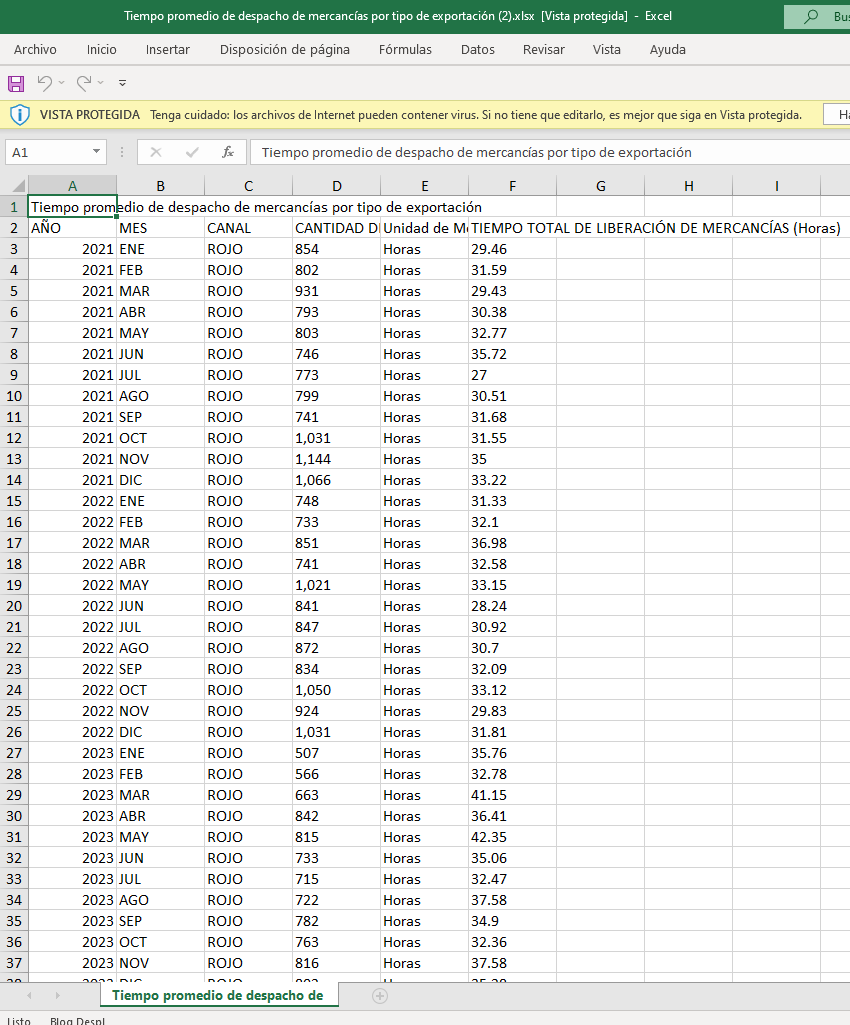 Tiempo promedio de despacho de mercancías por tipo de exportación (2).xlsx [Vista protegida] - Excel
Archivo Inicio Insertar Disposición de página Fórmulas Datos Revisar Vista Ayuda
VISTA PROTEGIDA Tenga cuidado: los archivos de Internet pueden contener virus. Si no tiene que editarlo, es mejor que siga en Vista protegida.
A1 fx Tiempo promedio de despacho de mercancías por tipo de exportación
A B C D E F G H I
1 Tiempo promedio de despacho de mercancías por tipo de exportación
2 AÑO MES CANAL CANTIDAD Unidad de TIEMPO TOTAL DE LIBERACIÓN DE MERCANCÍAS (Horas)
3 2021 ENE ROJO 854 Horas 29.46
4 2021 FEB ROJO 802 Horas 31.59
5 2021 MAR ROJO 931 Horas 29.43
6 2021 ABR ROJO 793 Horas 30.38
7 2021 MAY ROJO 803 Horas 32.77
8 2021 JUN ROJO 746 Horas 35.72
9 2021 JUL ROJO 773 Horas 27
10 2021 AGO ROJO 799 Horas 30.51
11 2021 SEP ROJO 741 Horas 31.68
12 2021 OCT ROJO 1,031 Horas 31.55
13 2021 NOV ROJO 1,144 Horas 35
14 2021 DIC ROJO 1,066 Horas 33.22
15 2022 ENE ROJO 748 Horas 31.33
16 2022 FEB ROJO 733 Horas 32.1
17 2022 MAR ROJO 851 Horas 36.98
18 2022 ABR ROJO 741 Horas 32.58
19 2022 MAY ROJO 1,021 Horas 33.15
20 2022 JUN ROJO 841 Horas 28.24
21 2022 JUL ROJO 847 Horas 30.92
22 2022 AGO ROJO 872 Horas 30.7
23 2022 SEP ROJO 834 Horas 32.09
24 2022 OCT ROJO 1,050 Horas 33.12
25 2022 NOV ROJO 924 Horas 29.83
26 2022 DIC ROJO 1,031 Horas 31.81
27 2023 ENE ROJO 507 Horas 35.76
28 2023 FEB ROJO 566 Horas 32.78
29 2023 MAR ROJO 663 Horas 41.15
30 2023 ABR ROJO 842 Horas 36.41
31 2023 MAY ROJO 815 Horas 42.35
32 2023 JUN ROJO 733 Horas 35.06
33 2023 JUL ROJO 715 Horas 32.47
34 2023 AGO ROJO 722 Horas 37.58
35 2023 SEP ROJO 782 Horas 34.9
36 2023 OCT ROJO 763 Horas 32.36
37 2023 NOV ROJO 816 Horas 37.58
Tiempo promedio de despacho de
Listo Bloq Despl